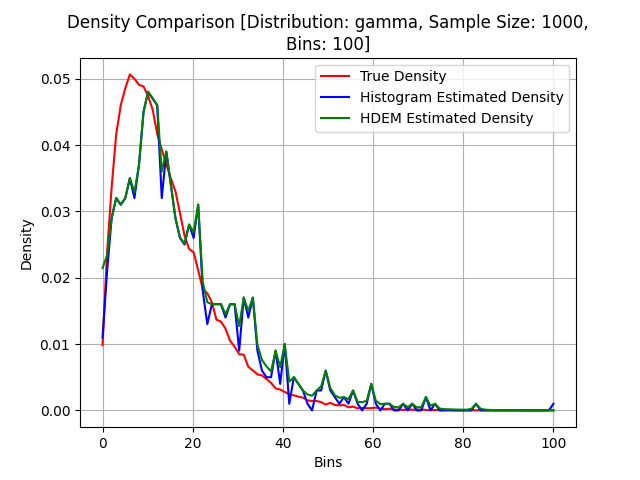 Density Comparison [Distribution: gamma, Sample Size: 1000,
Bins: 100]
True Density
Histogram Estimated Density
HDEM Estimated Density
Density
0.05
0.04
0.03
0.02
0.01
0.00
0
20
40
60
80
100
Bins